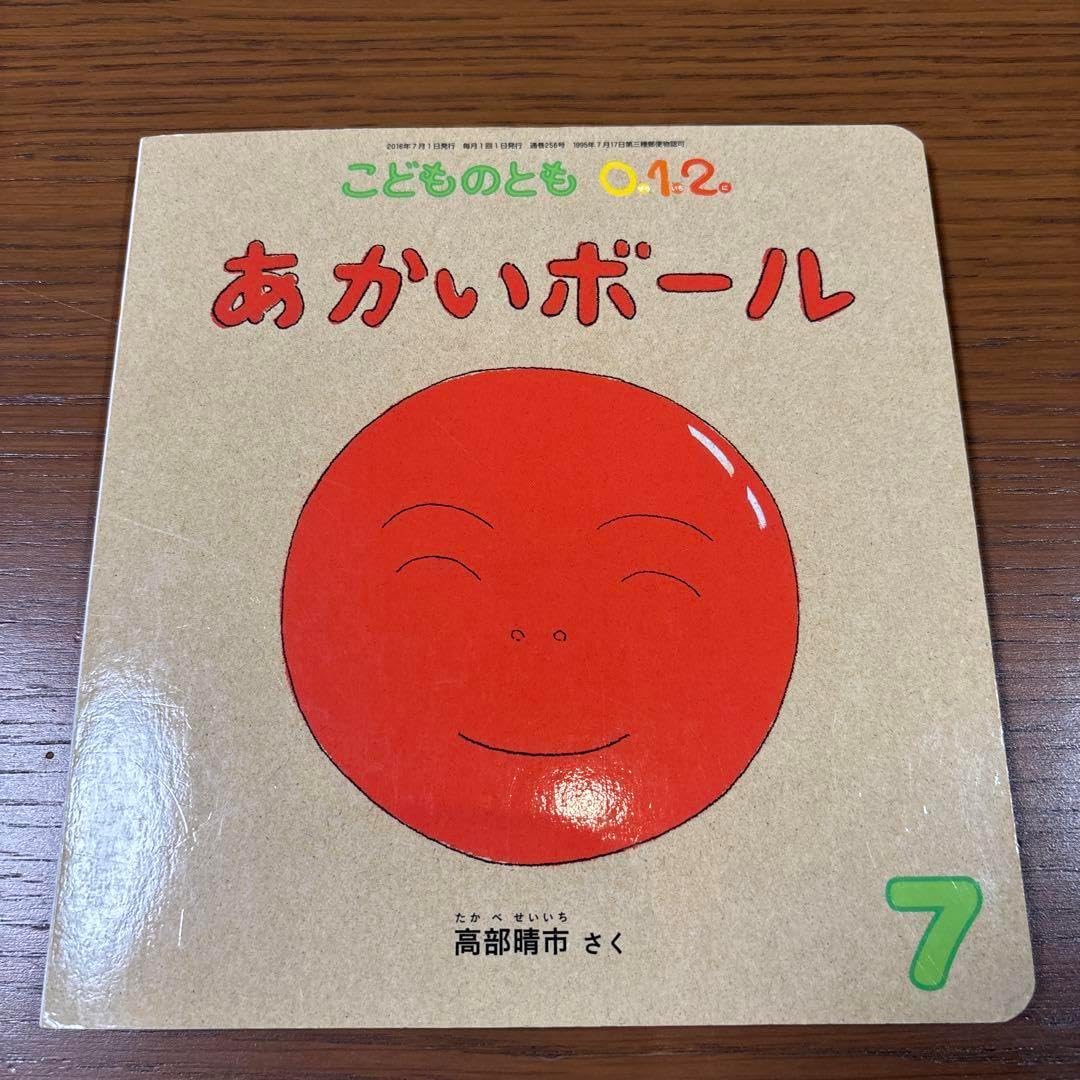 2016年7月1日発行 毎月1回1日発行 通巻256号 1995年7月17日第三種郵便物認可
こどものとも 0.1.2.
いち に
あかいボール
たか べ せいいち
高部晴市 さく
7